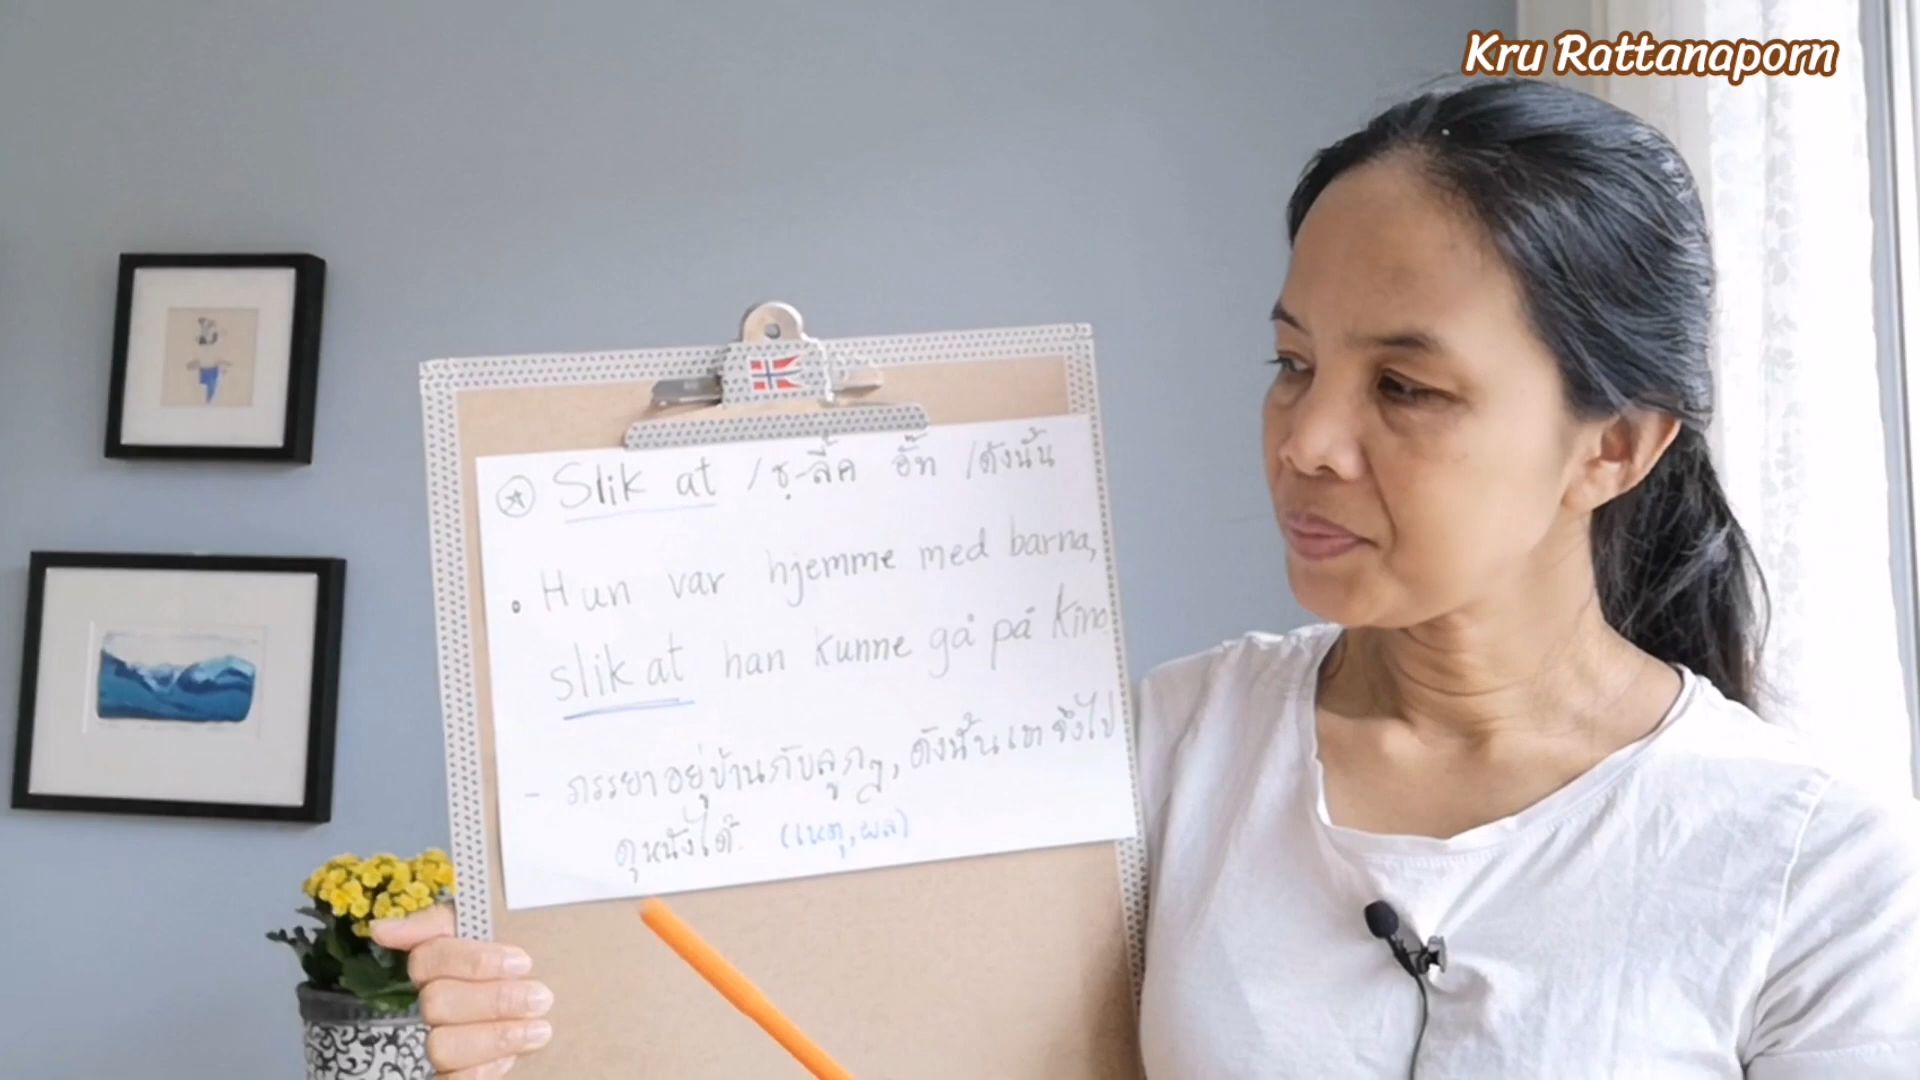 Kru Rattanaporn
Slik at /ซฺ-ลี้ค อั๊ท /ดังนั้น
Hun var hjemme med barna,
slik at han kunne gå på kino.
- ภรรยาอยู่บ้านกับลูกๆ, ดังนั้นเขาจึงไป
ดูหนังได้. (เหตุ,ผล)